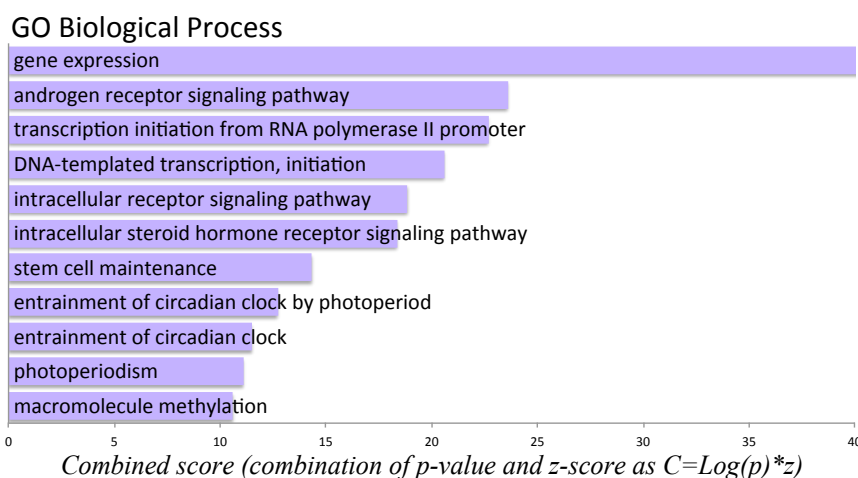 GO Biological Process
gene expression
androgen receptor signaling pathway
transcription initiation from RNA polymerase II promoter
DNA-templated transcription, initiation
intracellular receptor signaling pathway
intracellular steroid hormone receptor signaling pathway
stem cell maintenance
entrainment of circadian clock by photoperiod
entrainment of circadian clock
photoperiodism
macromolecule methylation
0 5 10 15 20 25 30 35 40
Combined score (combination of p-value and z-score as C=Log(p)*z)